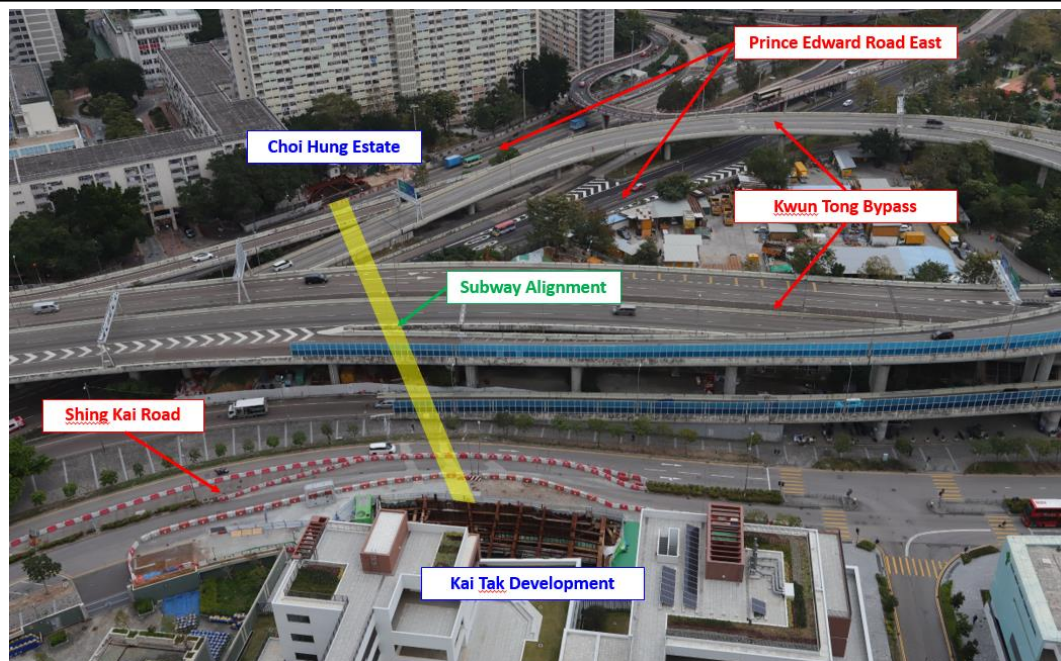 Prince Edward Road East
Choi Hung Estate
Kwun Tong Bypass
Subway Alignment
Shing Kai Road
Kai Tak Development